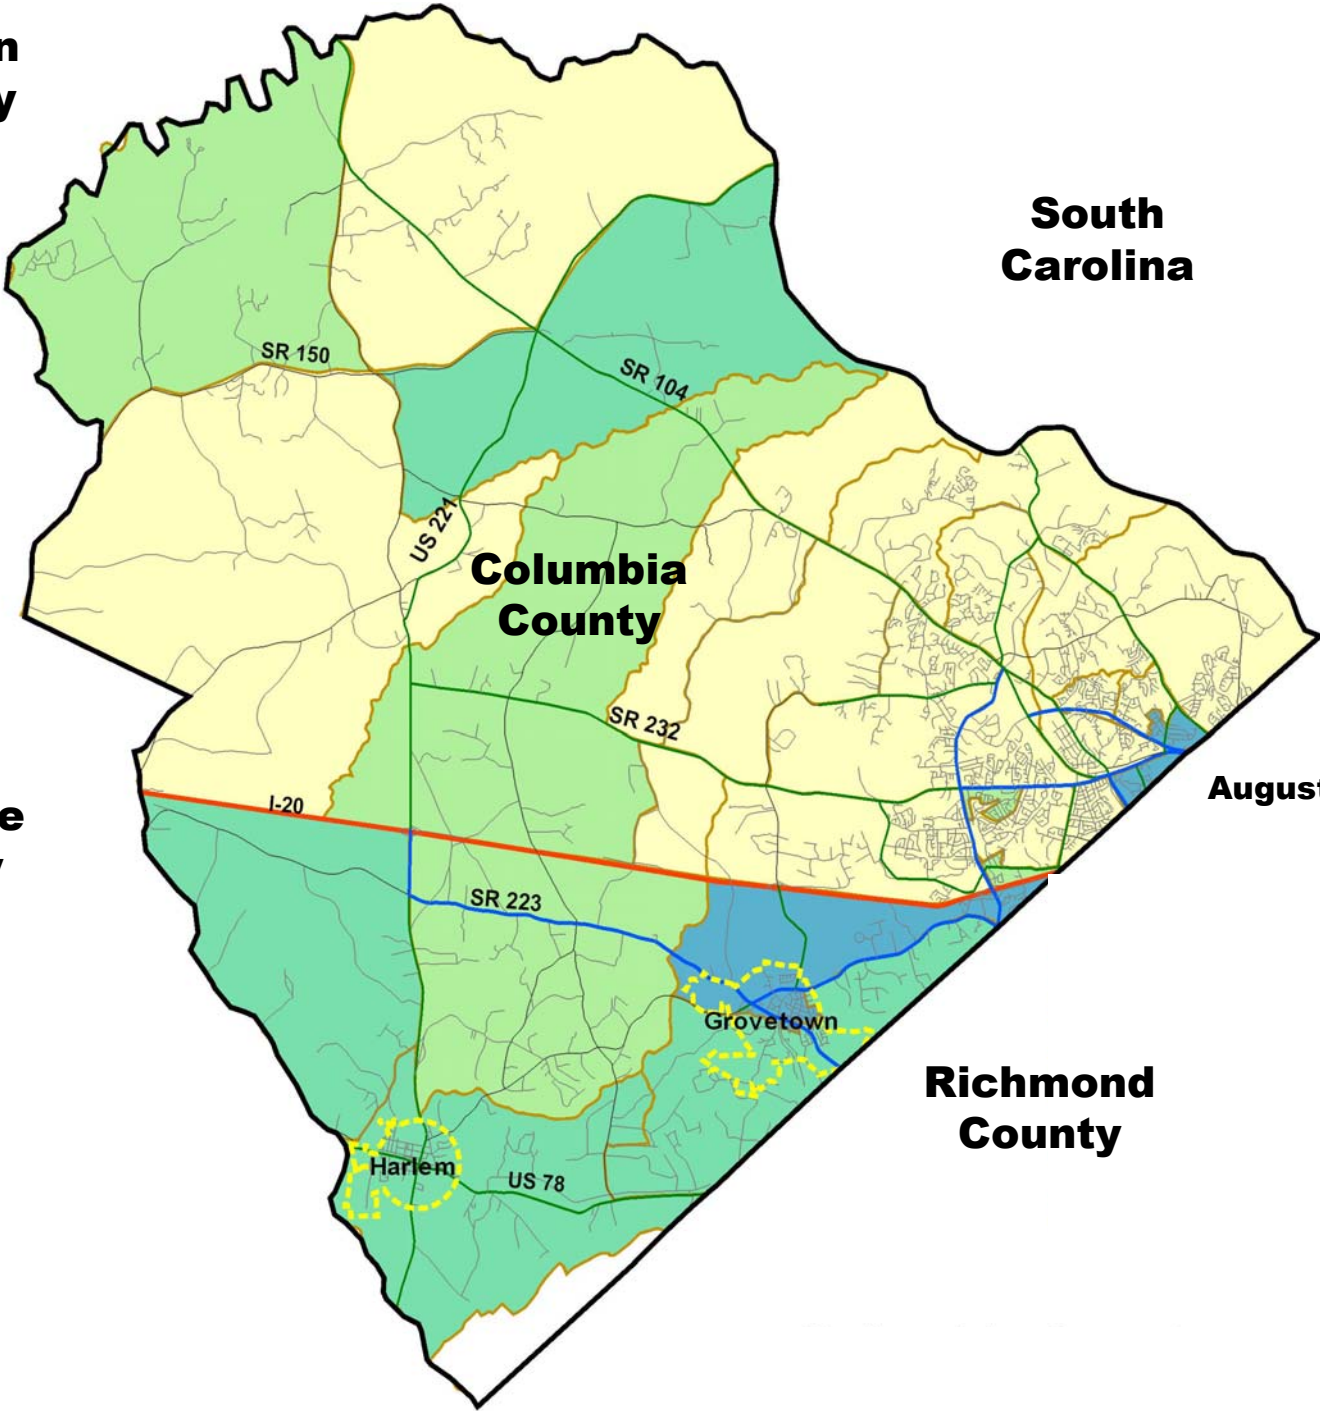 n
y
South
Carolina
SR 150
SR 104
US 221
Columbia
County
SR 232
I-20
August
e
SR 223
Grovetown
Richmond
County
Harlem
US 78